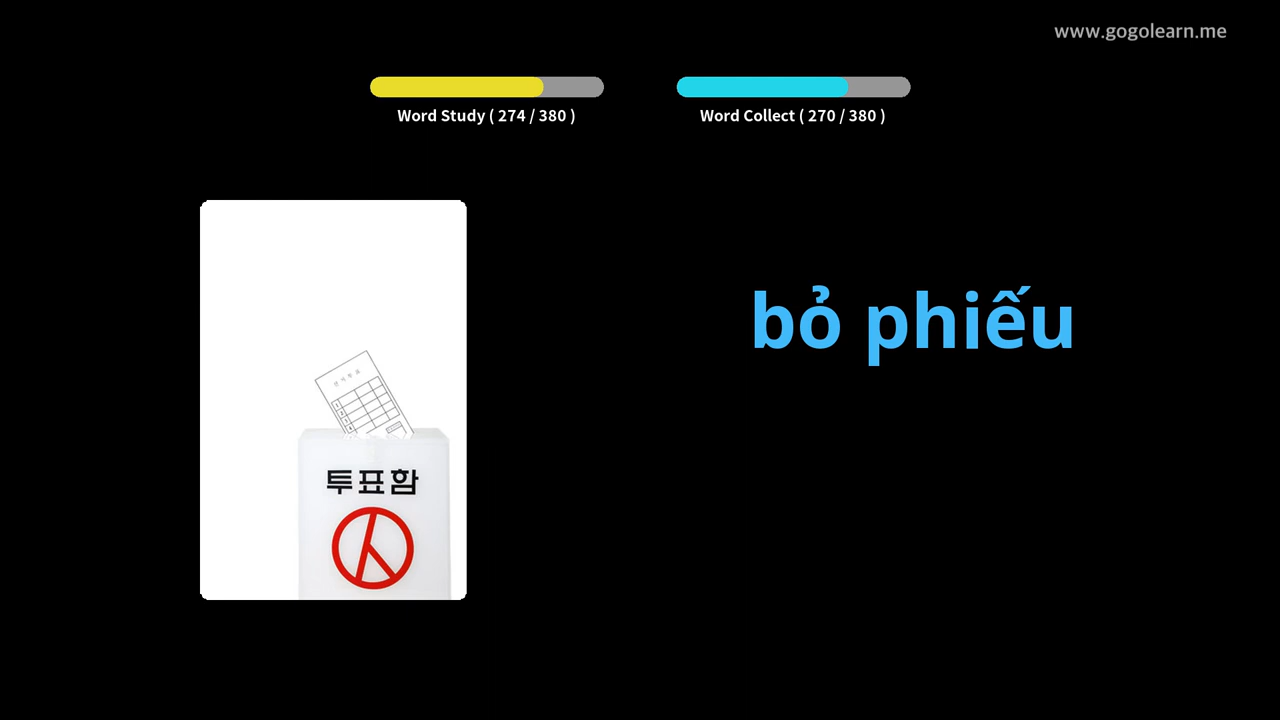 www.gogolearn.me
Word Study ( 274 / 380 )
Word Collect ( 270 / 380 )
bỏ phiếu
투표함